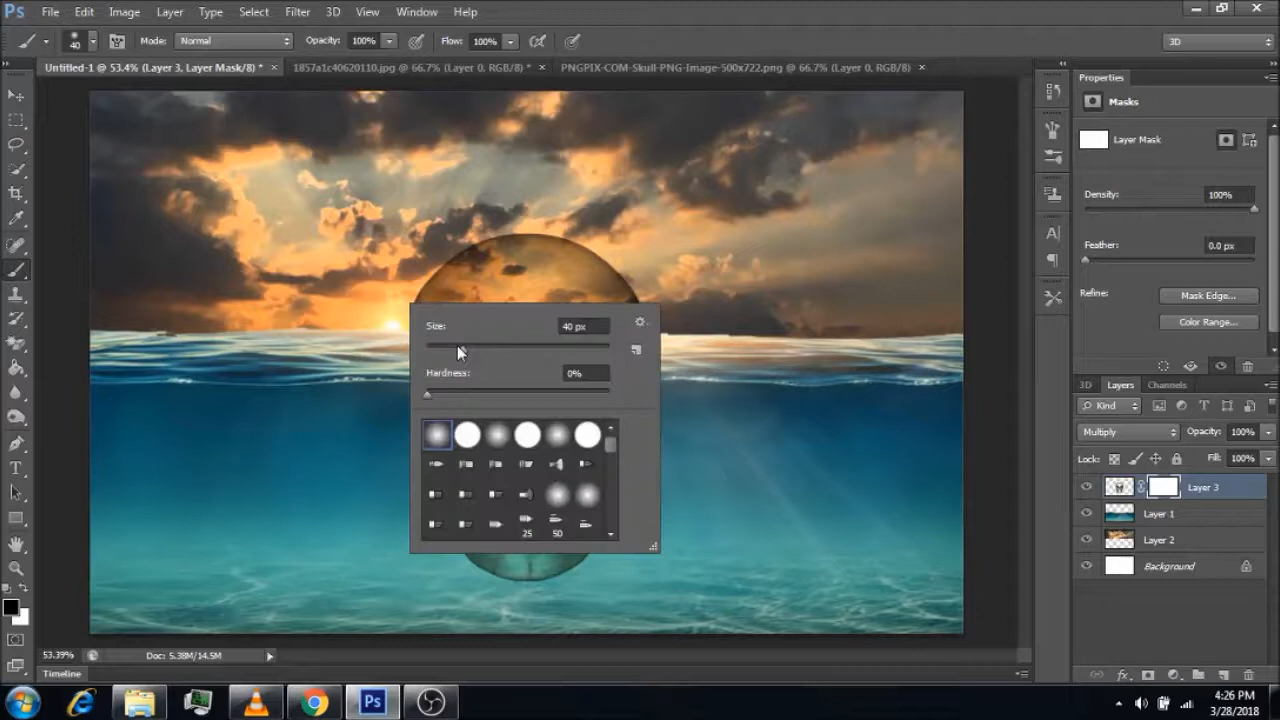 Ps File Edit Image Layer Type Select Filter 3D View Window Help
40 Mode: Normal Opacity: 100% Flow: 100% 3D
Untitled-1 @ 53.4% (Layer 3, Layer Mask/8) * × 1857a1c40620110.jpg @ 66.7% (Layer 0, RGB/8) * × PNGPIX-COM-Skull-PNG-Image-500x722.png @ 66.7% (Layer 0, RGB/8) ×
Properties
Masks
Layer Mask
Density: 100%
Feather: 0.0 px
Refine: Mask Edge...
Color Range...
Size: 40 px
Hardness: 0%
25 50
3D Layers Channels
Kind
Multiply Opacity: 100%
Lock: Fill: 100%
Layer 3
Layer 1
Layer 2
Background
53.39% Doc: 5.38M/14.5M
Timeline
Ps
4:26 PM
3/28/2018